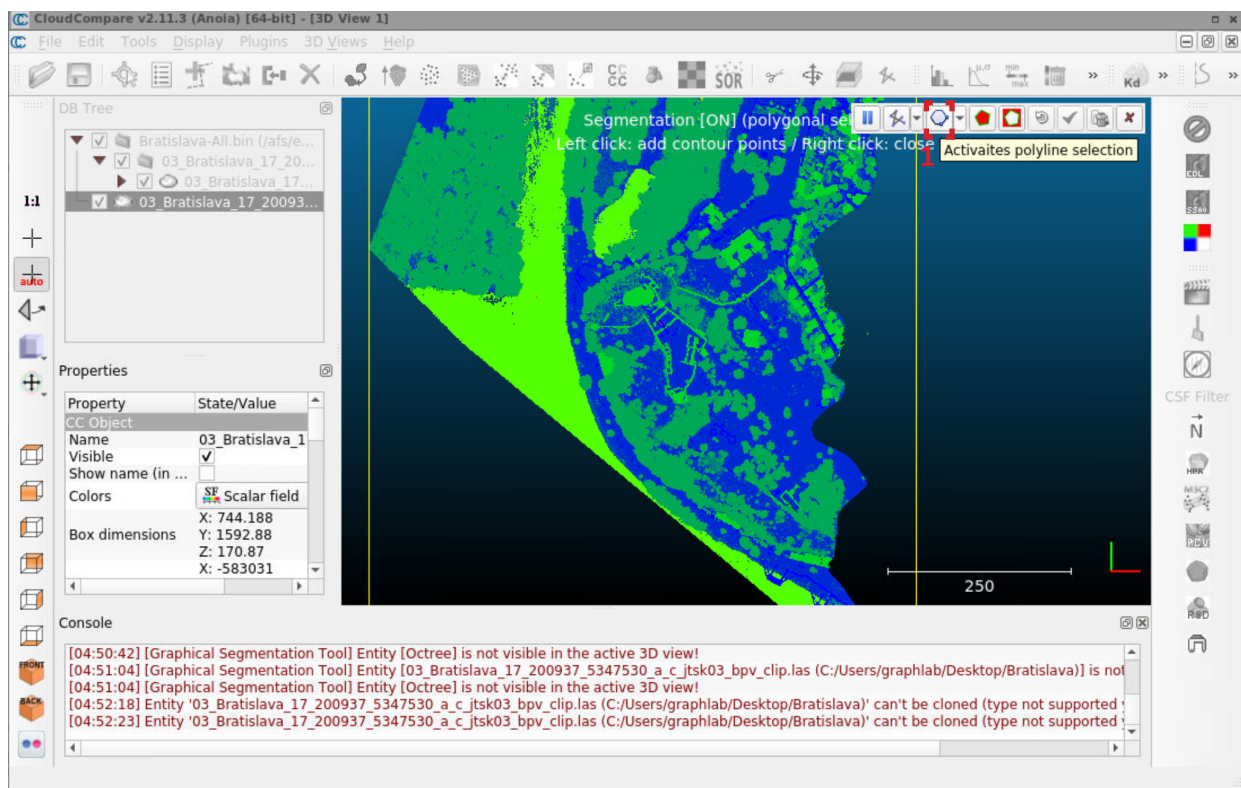 CloudCompare v2.11.3 (Anoia) [64-bit] - [3D View 1]
File Edit Tools Display Plugins 3D Views Help
CC SOR μ,σ min max » Kd » »
DB Tree
Bratislava-All.bin (/afs/e...
03_Bratislava_17_20...
03_Bratislava_17...
03_Bratislava_17_20093...
1:1
auto
Segmentation [ON] (polygonal sel
Left click: add contour points / Right click: close
1
Activaites polyline selection
250
Properties
Property State/Value
CC Object
Name 03_Bratislava_1
Visible
Show name (in ...
Colors SF Scalar field
Box dimensions X: 744.188
Y: 1592.88
Z: 170.87
X: -583031
FRONT
BACK
EDL
SSAO
CSF Filter
N
HPR
M3C2
PCV
RSD
Console
[04:50:42] [Graphical Segmentation Tool] Entity [Octree] is not visible in the active 3D view!
[04:51:04] [Graphical Segmentation Tool] Entity [03_Bratislava_17_200937_5347530_a_c_jtsk03_bpv_clip.las (C:/Users/graphlab/Desktop/Bratislava)] is not
[04:51:04] [Graphical Segmentation Tool] Entity [Octree] is not visible in the active 3D view!
[04:52:18] Entity '03_Bratislava_17_200937_5347530_a_c_jtsk03_bpv_clip.las (C:/Users/graphlab/Desktop/Bratislava)' can't be cloned (type not supported
[04:52:23] Entity '03_Bratislava_17_200937_5347530_a_c_jtsk03_bpv_clip.las (C:/Users/graphlab/Desktop/Bratislava)' can't be cloned (type not supported